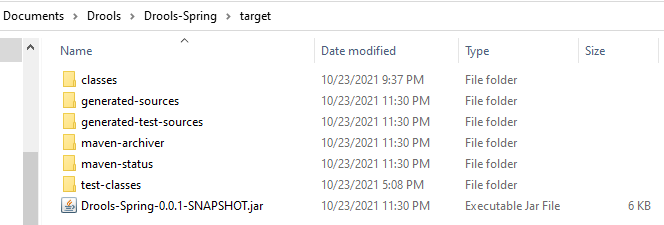 Documents > Drools > Drools-Spring > target
Name Date modified Type Size
classes 10/23/2021 9:37 PM File folder
generated-sources 10/23/2021 11:30 PM File folder
generated-test-sources 10/23/2021 11:30 PM File folder
maven-archiver 10/23/2021 11:30 PM File folder
maven-status 10/23/2021 11:30 PM File folder
test-classes 10/23/2021 5:08 PM File folder
Drools-Spring-0.0.1-SNAPSHOT.jar 10/23/2021 11:30 PM Executable Jar File 6 KB